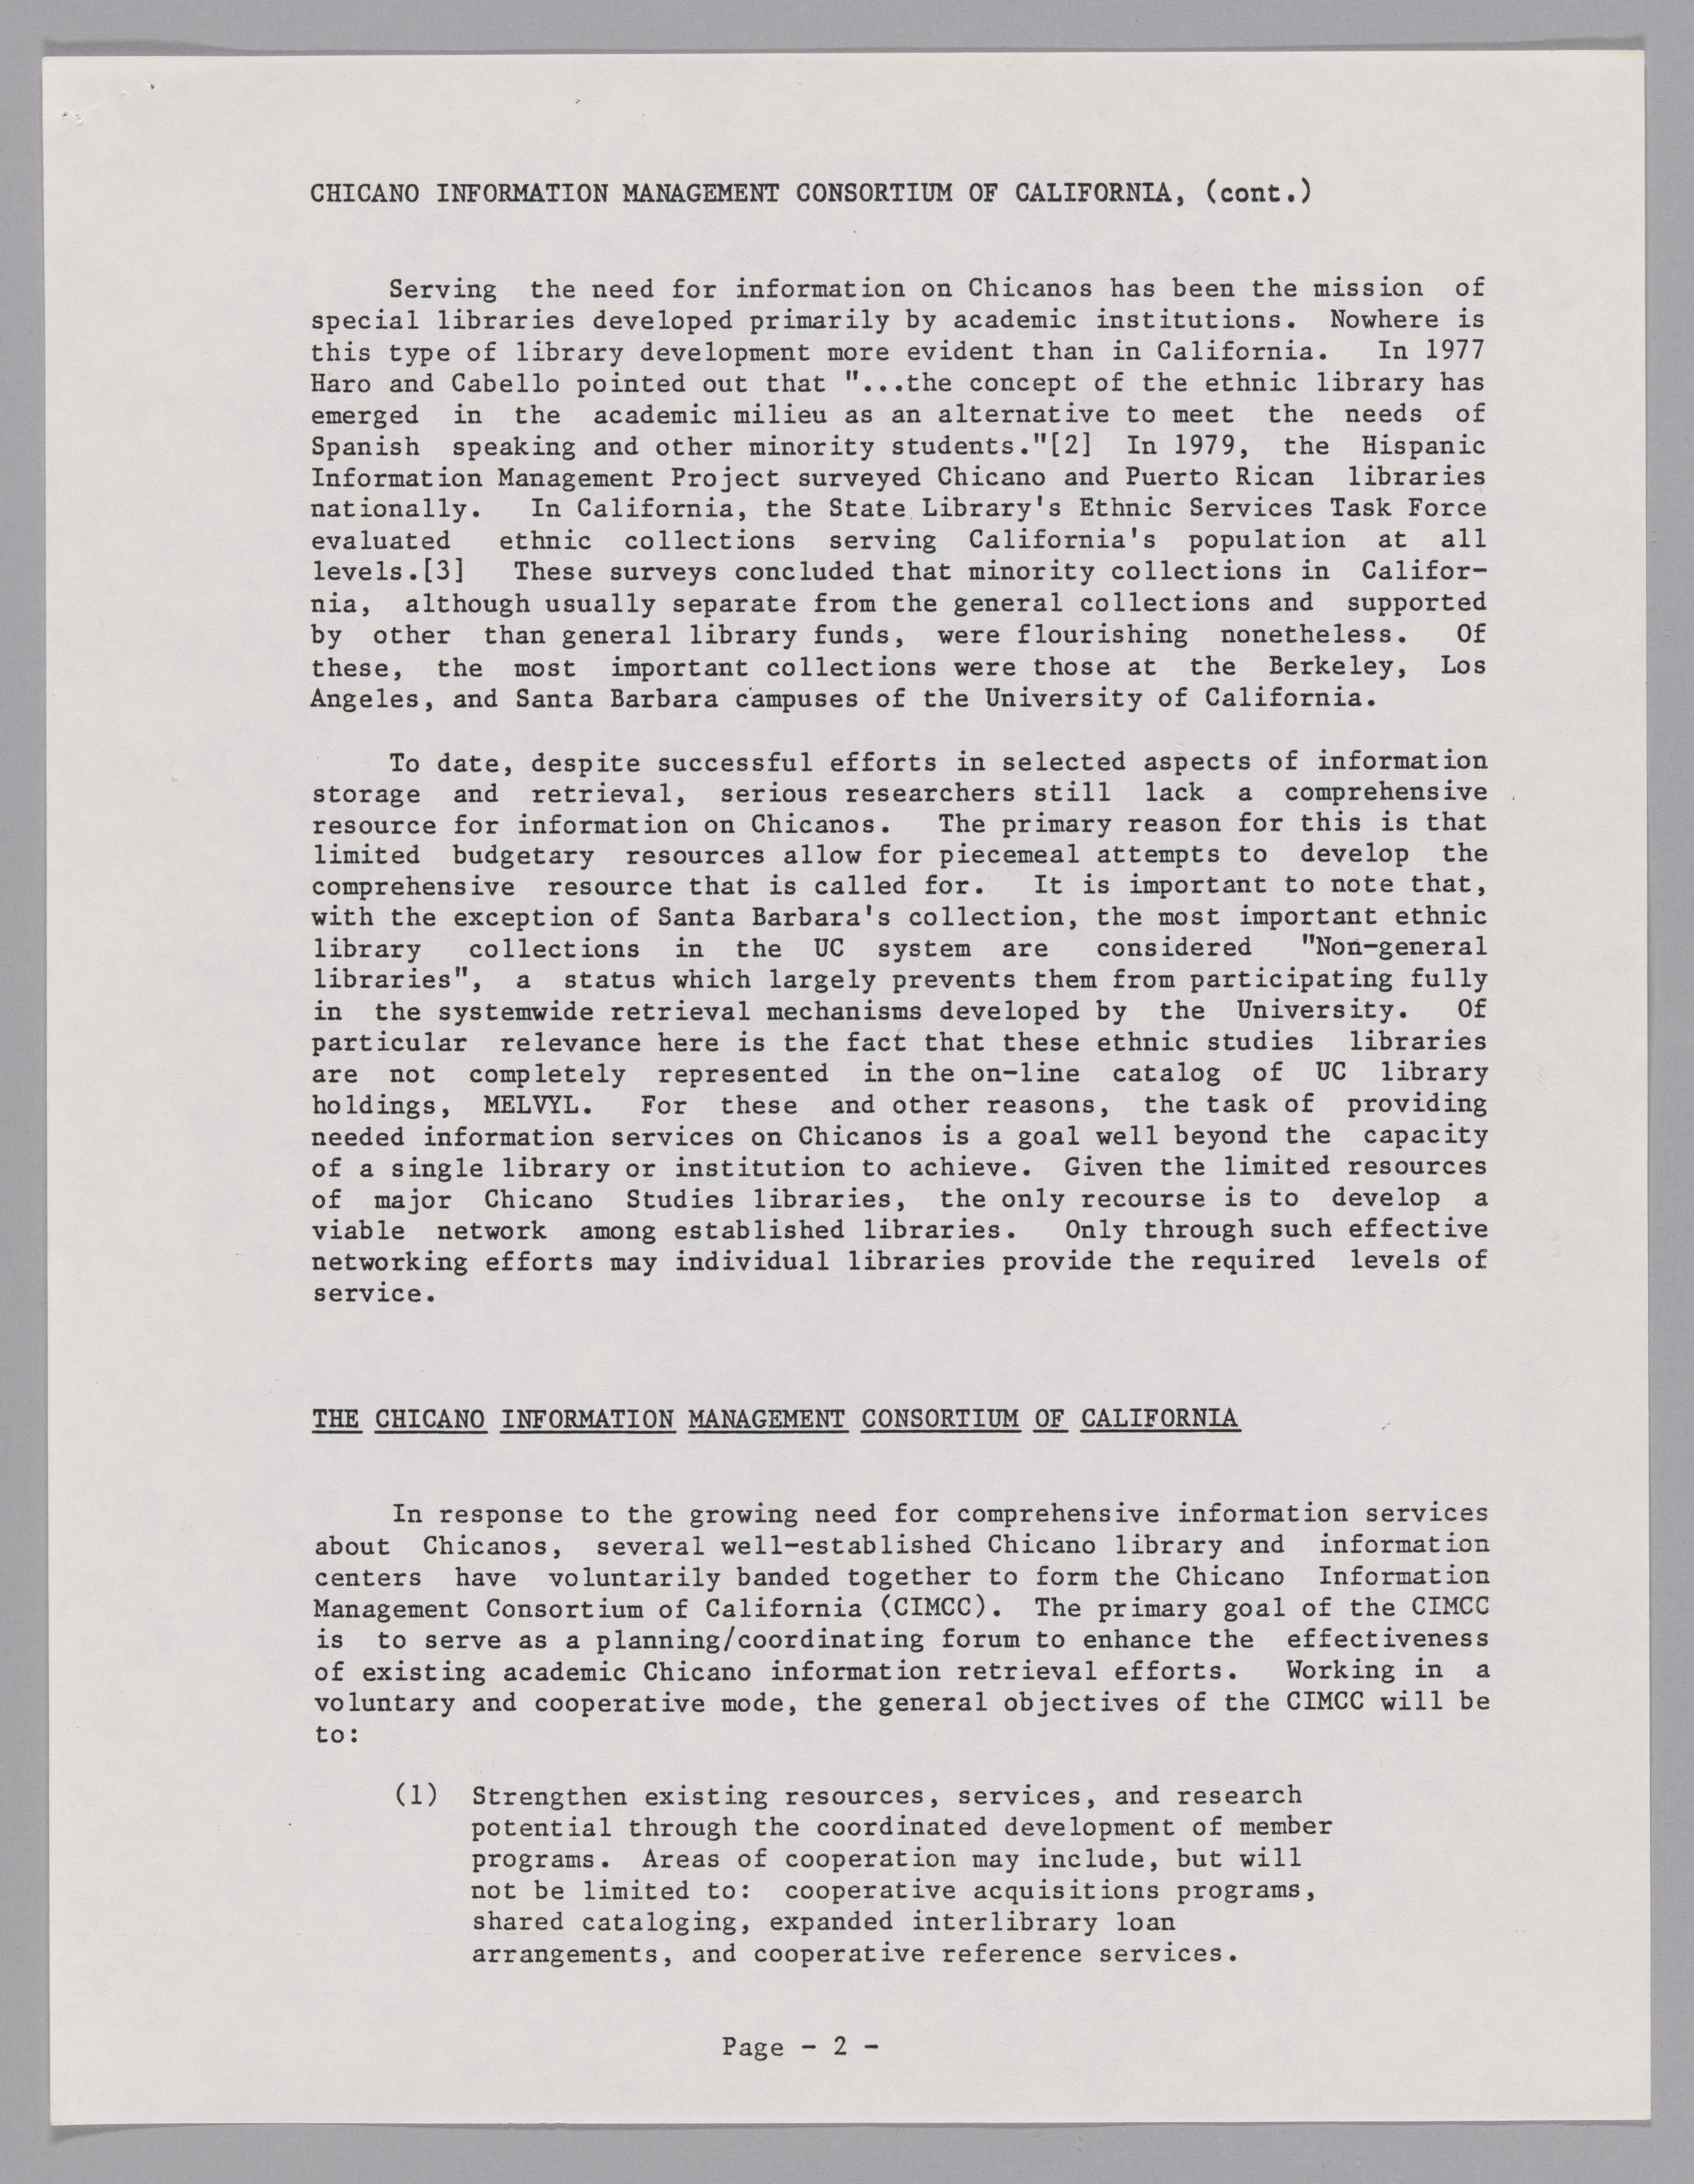 CHICANO INFORMATION MANAGEMENT CONSORTIUM OF CALIFORNIA, (cont.)
Serving the need for information on Chicanos has been the mission of
special libraries developed primarily by academic institutions. Nowhere is
this type of library development more evident than in California. In 1977
Haro and Cabello pointed out that "...the concept of the ethnic library has
emerged in the academic milieu as an alternative to meet the needs of
Spanish speaking and other minority students."[2] In 1979, the Hispanic
Information Management Project surveyed Chicano and Puerto Rican libraries
nationally. In California, the State Library's Ethnic Services Task Force
evaluated ethnic collections serving California's population at all
levels.[3] These surveys concluded that minority collections in Califor-
nia, although usually separate from the general collections and supported
by other than general library funds, were flourishing nonetheless. Of
these, the most important collections were those at the Berkeley, Los
Angeles, and Santa Barbara campuses of the University of California.
To date, despite successful efforts in selected aspects of information
storage and retrieval, serious researchers still lack a comprehensive
resource for information on Chicanos. The primary reason for this is that
limited budgetary resources allow for piecemeal attempts to develop the
comprehensive resource that is called for. It is important to note that,
with the exception of Santa Barbara's collection, the most important ethnic
library collections in the UC system are considered "Non-general
libraries", a status which largely prevents them from participating fully
in the systemwide retrieval mechanisms developed by the University. Of
particular relevance here is the fact that these ethnic studies libraries
are not completely represented in the on-line catalog of UC library
holdings, MELVYL. For these and other reasons, the task of providing
needed information services on Chicanos is a goal well beyond the capacity
of a single library or institution to achieve. Given the limited resources
of major Chicano Studies libraries, the only recourse is to develop a
viable network among established libraries. Only through such effective
networking efforts may individual libraries provide the required levels of
service.
THE CHICANO INFORMATION MANAGEMENT CONSORTIUM OF CALIFORNIA
In response to the growing need for comprehensive information services
about Chicanos, several well-established Chicano library and information
centers have voluntarily banded together to form the Chicano Information
Management Consortium of California (CIMCC). The primary goal of the CIMCC
is to serve as a planning/coordinating forum to enhance the effectiveness
of existing academic Chicano information retrieval efforts. Working in a
voluntary and cooperative mode, the general objectives of the CIMCC will be
to:
(1) Strengthen existing resources, services, and research
potential through the coordinated development of member
programs. Areas of cooperation may include, but will
not be limited to: cooperative acquisitions programs,
shared cataloging, expanded interlibrary loan
arrangements, and cooperative reference services.
Page - 2 -